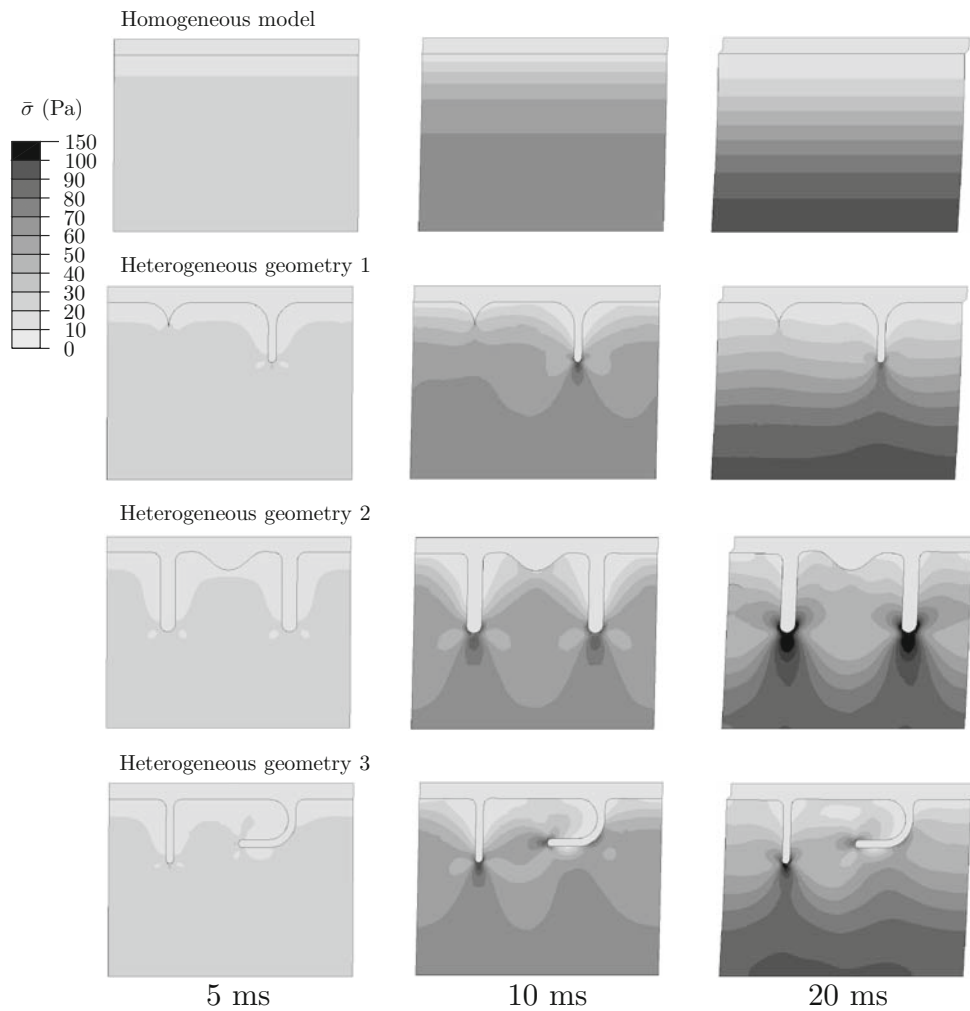 Homogeneous model
σ̄ (Pa)
150
100
90
80
70
60
50
40
30
20
10
0
Heterogeneous geometry 1
Heterogeneous geometry 2
Heterogeneous geometry 3
5 ms
10 ms
20 ms